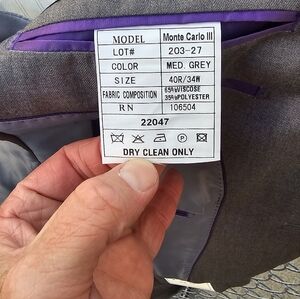 MODEL Monte Carlo III
LOT# 203-27
COLOR MED. GREY
SIZE 40R/34W
FABRIC COMPOSITION 65%VISCOSE
35%POLYESTER
RN 106504
22047
DRY CLEAN ONLY